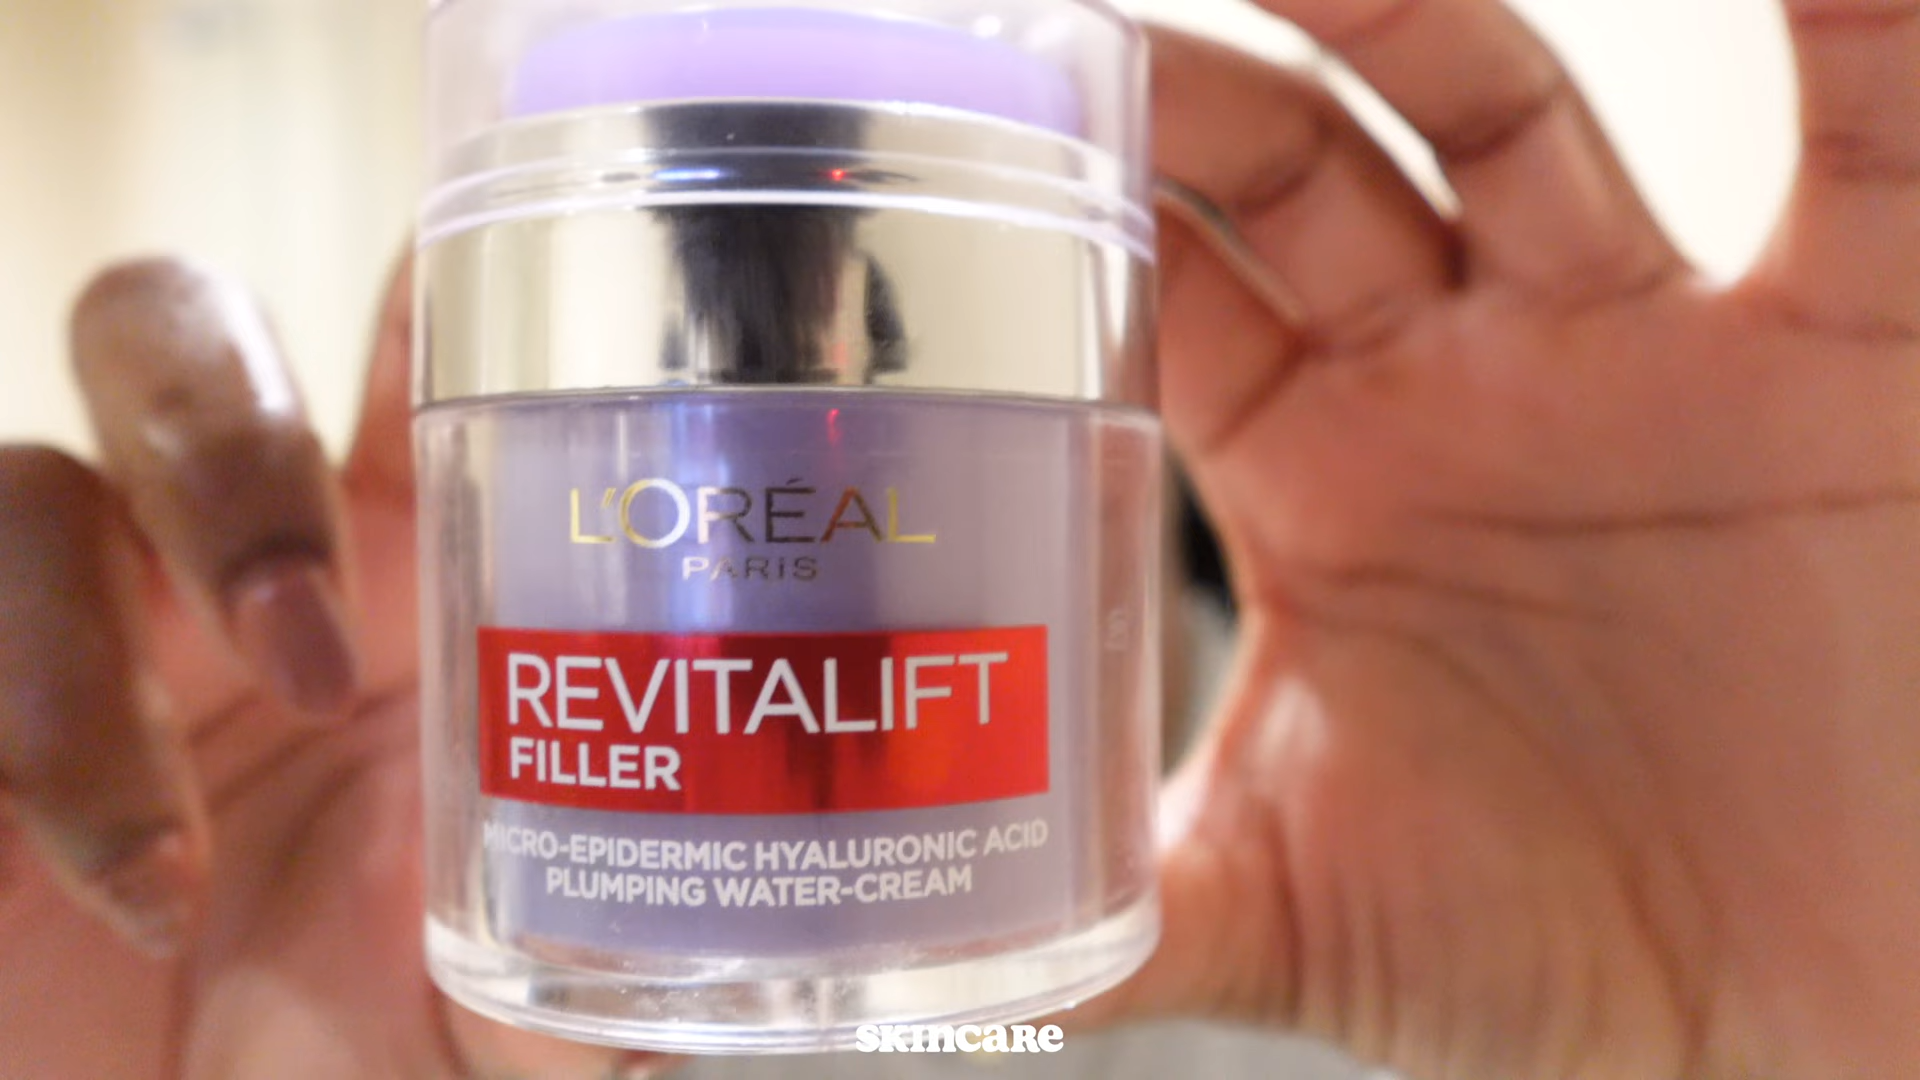 L'ORÉAL
PARIS
REVITALIFT
FILLER
MICRO-EPIDERMIC HYALURONIC ACID
PLUMPING WATER-CREAM
SKINCARE